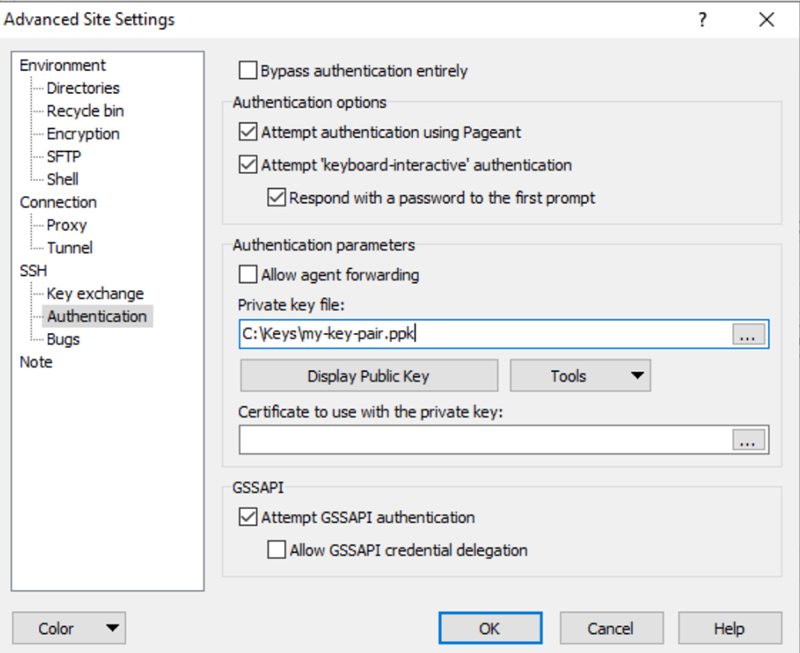 Advanced Site Settings
?
Environment
Directories
Recycle bin
Encryption
SFTP
Shell
Connection
Proxy
Tunnel
SSH
Key exchange
Authentication
Bugs
Note
Bypass authentication entirely
Authentication options
Attempt authentication using Pageant
Attempt 'keyboard-interactive' authentication
Respond with a password to the first prompt
Authentication parameters
Allow agent forwarding
Private key file:
C:\Keys\my-key-pair.ppk
...
Display Public Key
Tools
Certificate to use with the private key:
...
GSSAPI
Attempt GSSAPI authentication
Allow GSSAPI credential delegation
Color
OK
Cancel
Help